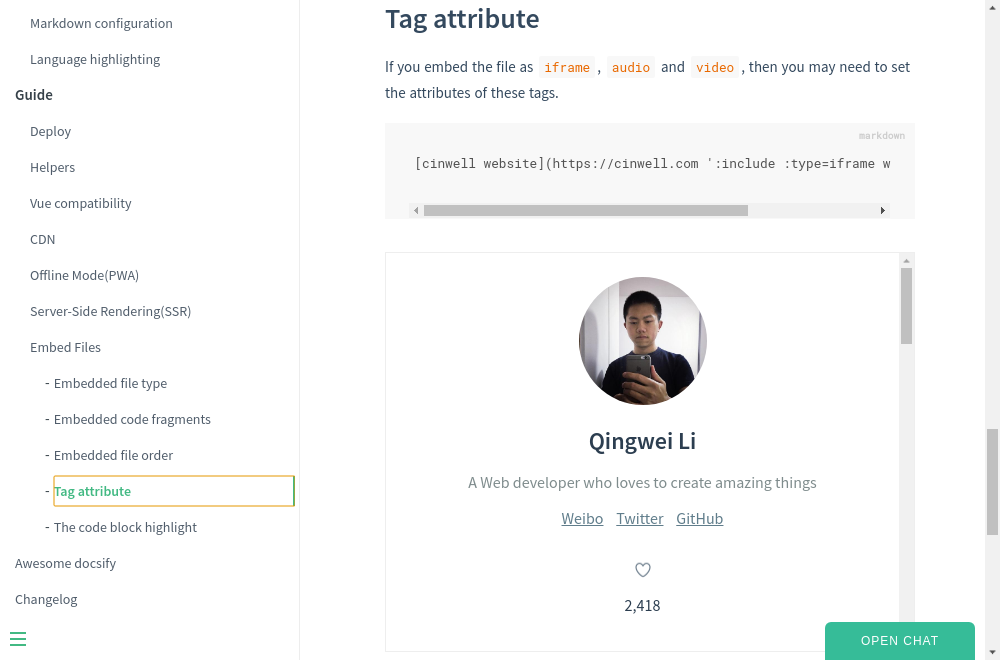 Markdown configuration
Language highlighting
Guide
Deploy
Helpers
Vue compatibility
CDN
Offline Mode(PWA)
Server-Side Rendering(SSR)
Embed Files
- Embedded file type
- Embedded code fragments
- Embedded file order
- Tag attribute
- The code block highlight
Awesome docsify
Changelog
Tag attribute
If you embed the file as iframe , audio and video , then you may need to set
the attributes of these tags.
markdown
[cinwell website](https://cinwell.com ':include :type=iframe w
Qingwei Li
A Web developer who loves to create amazing things
Weibo Twitter GitHub
2,418
OPEN CHAT